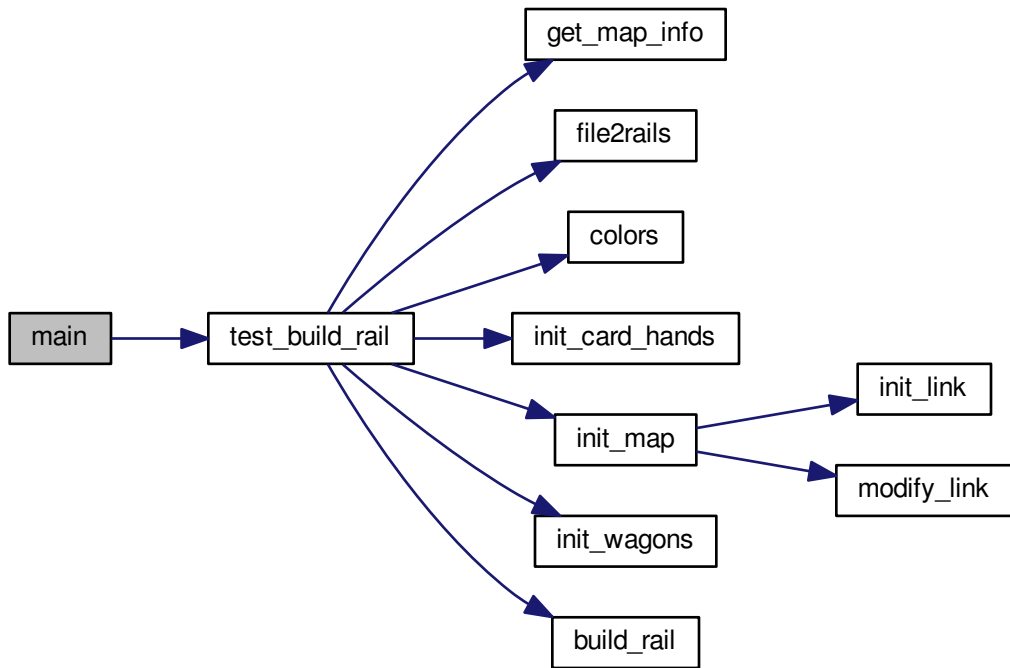 main
test_build_rail
get_map_info
file2rails
colors
init_card_hands
init_map
init_wagons
build_rail
init_link
modify_link